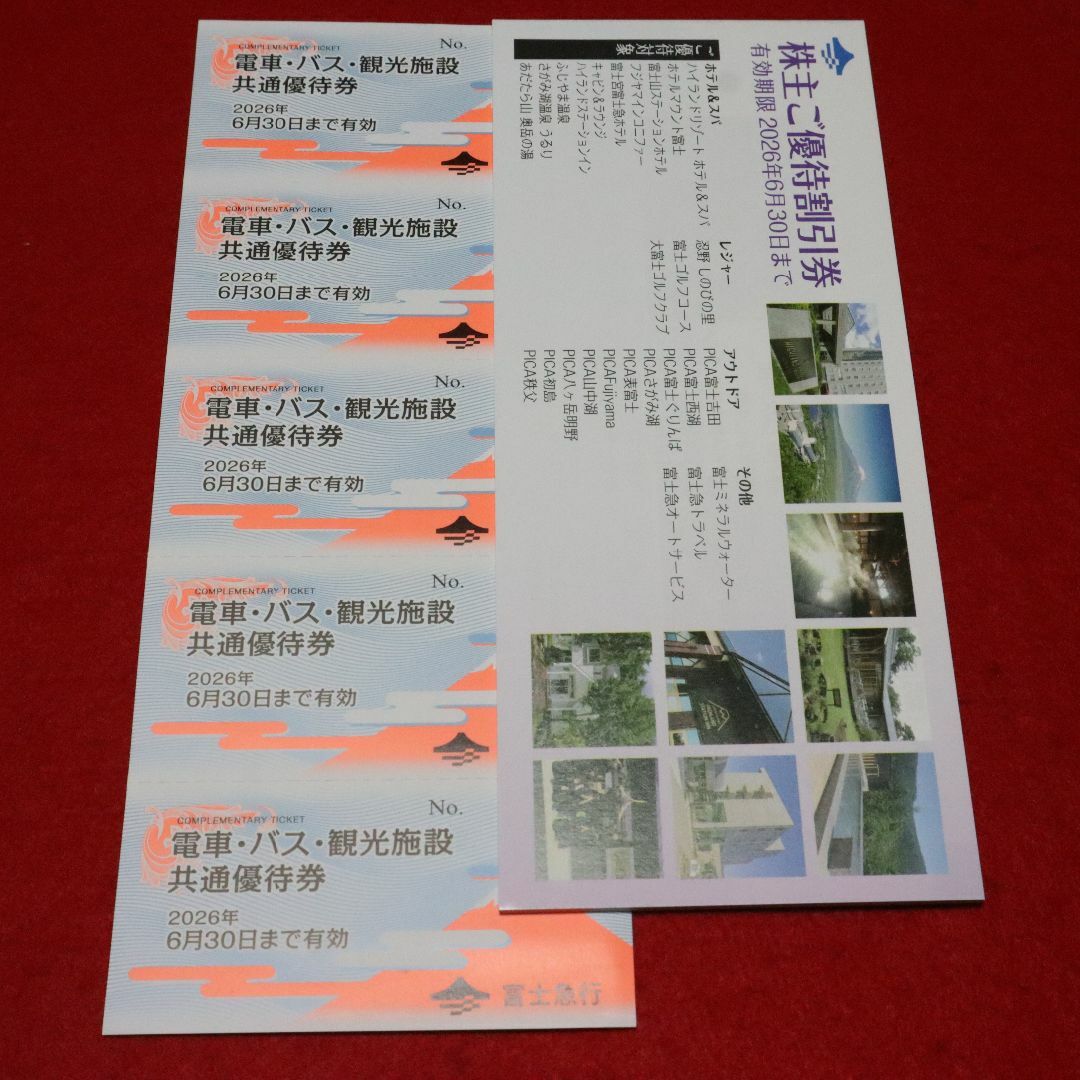 No.
COMPLEMENTARY TICKET
電車・バス・観光施設
共通優待券
2026年
6月30日まで有効
No.
COMPLEMENTARY TICKET
電車・バス・観光施設
共通優待券
2026年
6月30日まで有効
No.
COMPLEMENTARY TICKET
電車・バス・観光施設
共通優待券
2026年
6月30日まで有効
No.
COMPLEMENTARY TICKET
電車・バス・観光施設
共通優待券
2026年
6月30日まで有効
No.
COMPLEMENTARY TICKET
電車・バス・観光施設
共通優待券
2026年
6月30日まで有効
富士急行
株主ご優待割引券
有効期限 2026年6月30日まで
ご優待対象
ホテル&スパ
ハイランドリゾート ホテル&スパ
ホテルマウント富士
富士山ステーションホテル
フジヤマインコニファー
富士宮富士急ホテル
キャビン&ラウンジ
ハイランドステーションイン
ふじやま温泉
さがみ湖温泉 うるり
あだたら山 奥岳の湯
レジャー
忍野 しのびの里
富士ゴルフコース
大富士ゴルフクラブ
アウトドア
PICA富士吉田
PICA富士西湖
PICA富士ぐりんぱ
PICAさがみ湖
PICA表富士
PICAFujiyama
PICA山中湖
PICA八ヶ岳明野
PICA初島
PICA秩父
その他
富士ミネラルウォーター
富士急トラベル
富士急オートサービス